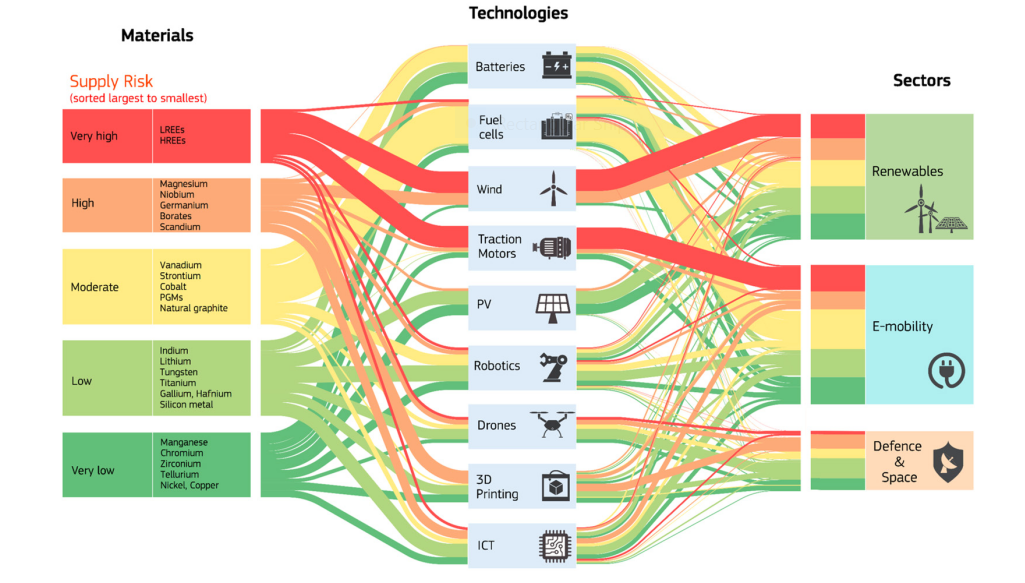 Technologies
Materials
Supply Risk
(sorted largest to smallest)
Sectors
Very high
LREEs
HREEs
High
Magnesium
Niobium
Germanium
Borates
Scandium
Moderate
Vanadium
Strontium
Cobalt
PGMs
Natural graphite
Low
Indium
Lithium
Tungsten
Titanium
Gallium, Hafnium
Silicon metal
Very low
Manganese
Chromium
Zirconium
Tellurium
Nickel, Copper
Batteries
Fuel
cells
Wind
Traction
Motors
PV
Robotics
Drones
3D
Printing
ICT
Renewables
E-mobility
Defence
&
Space